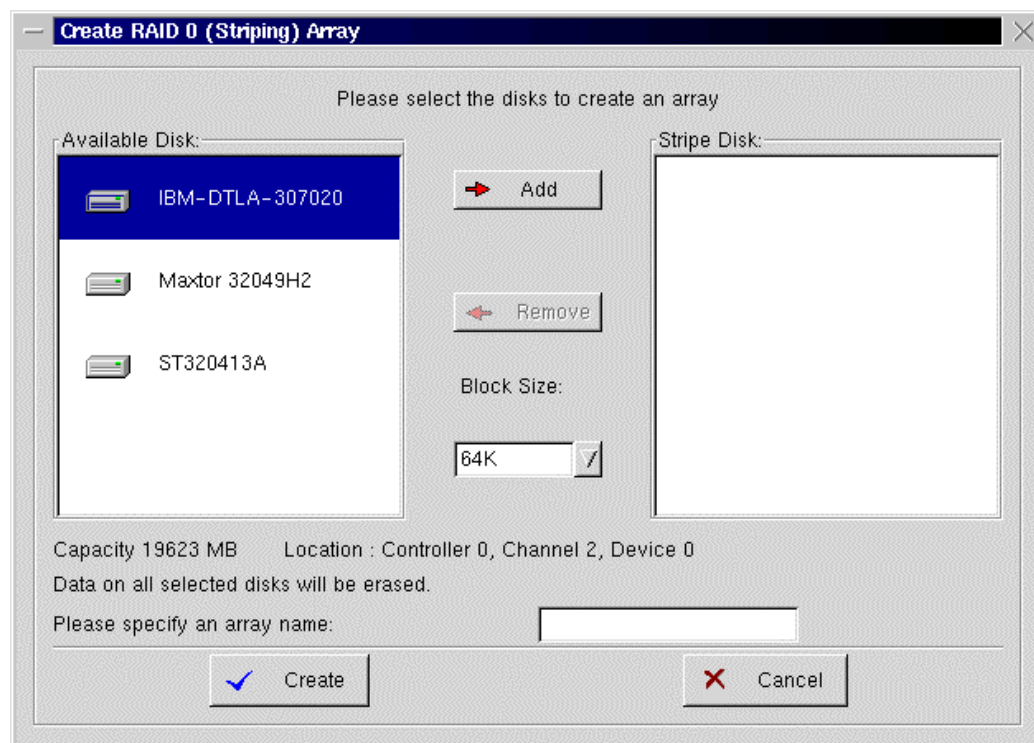 Create RAID 0 (Striping) Array
Please select the disks to create an array
Available Disk:
Stripe Disk:
IBM-DTLA-307020
Maxtor 32049H2
ST320413A
Add
Remove
Block Size:
64K
Capacity 19623 MB Location : Controller 0, Channel 2, Device 0
Data on all selected disks will be erased.
Please specify an array name:
Create
Cancel